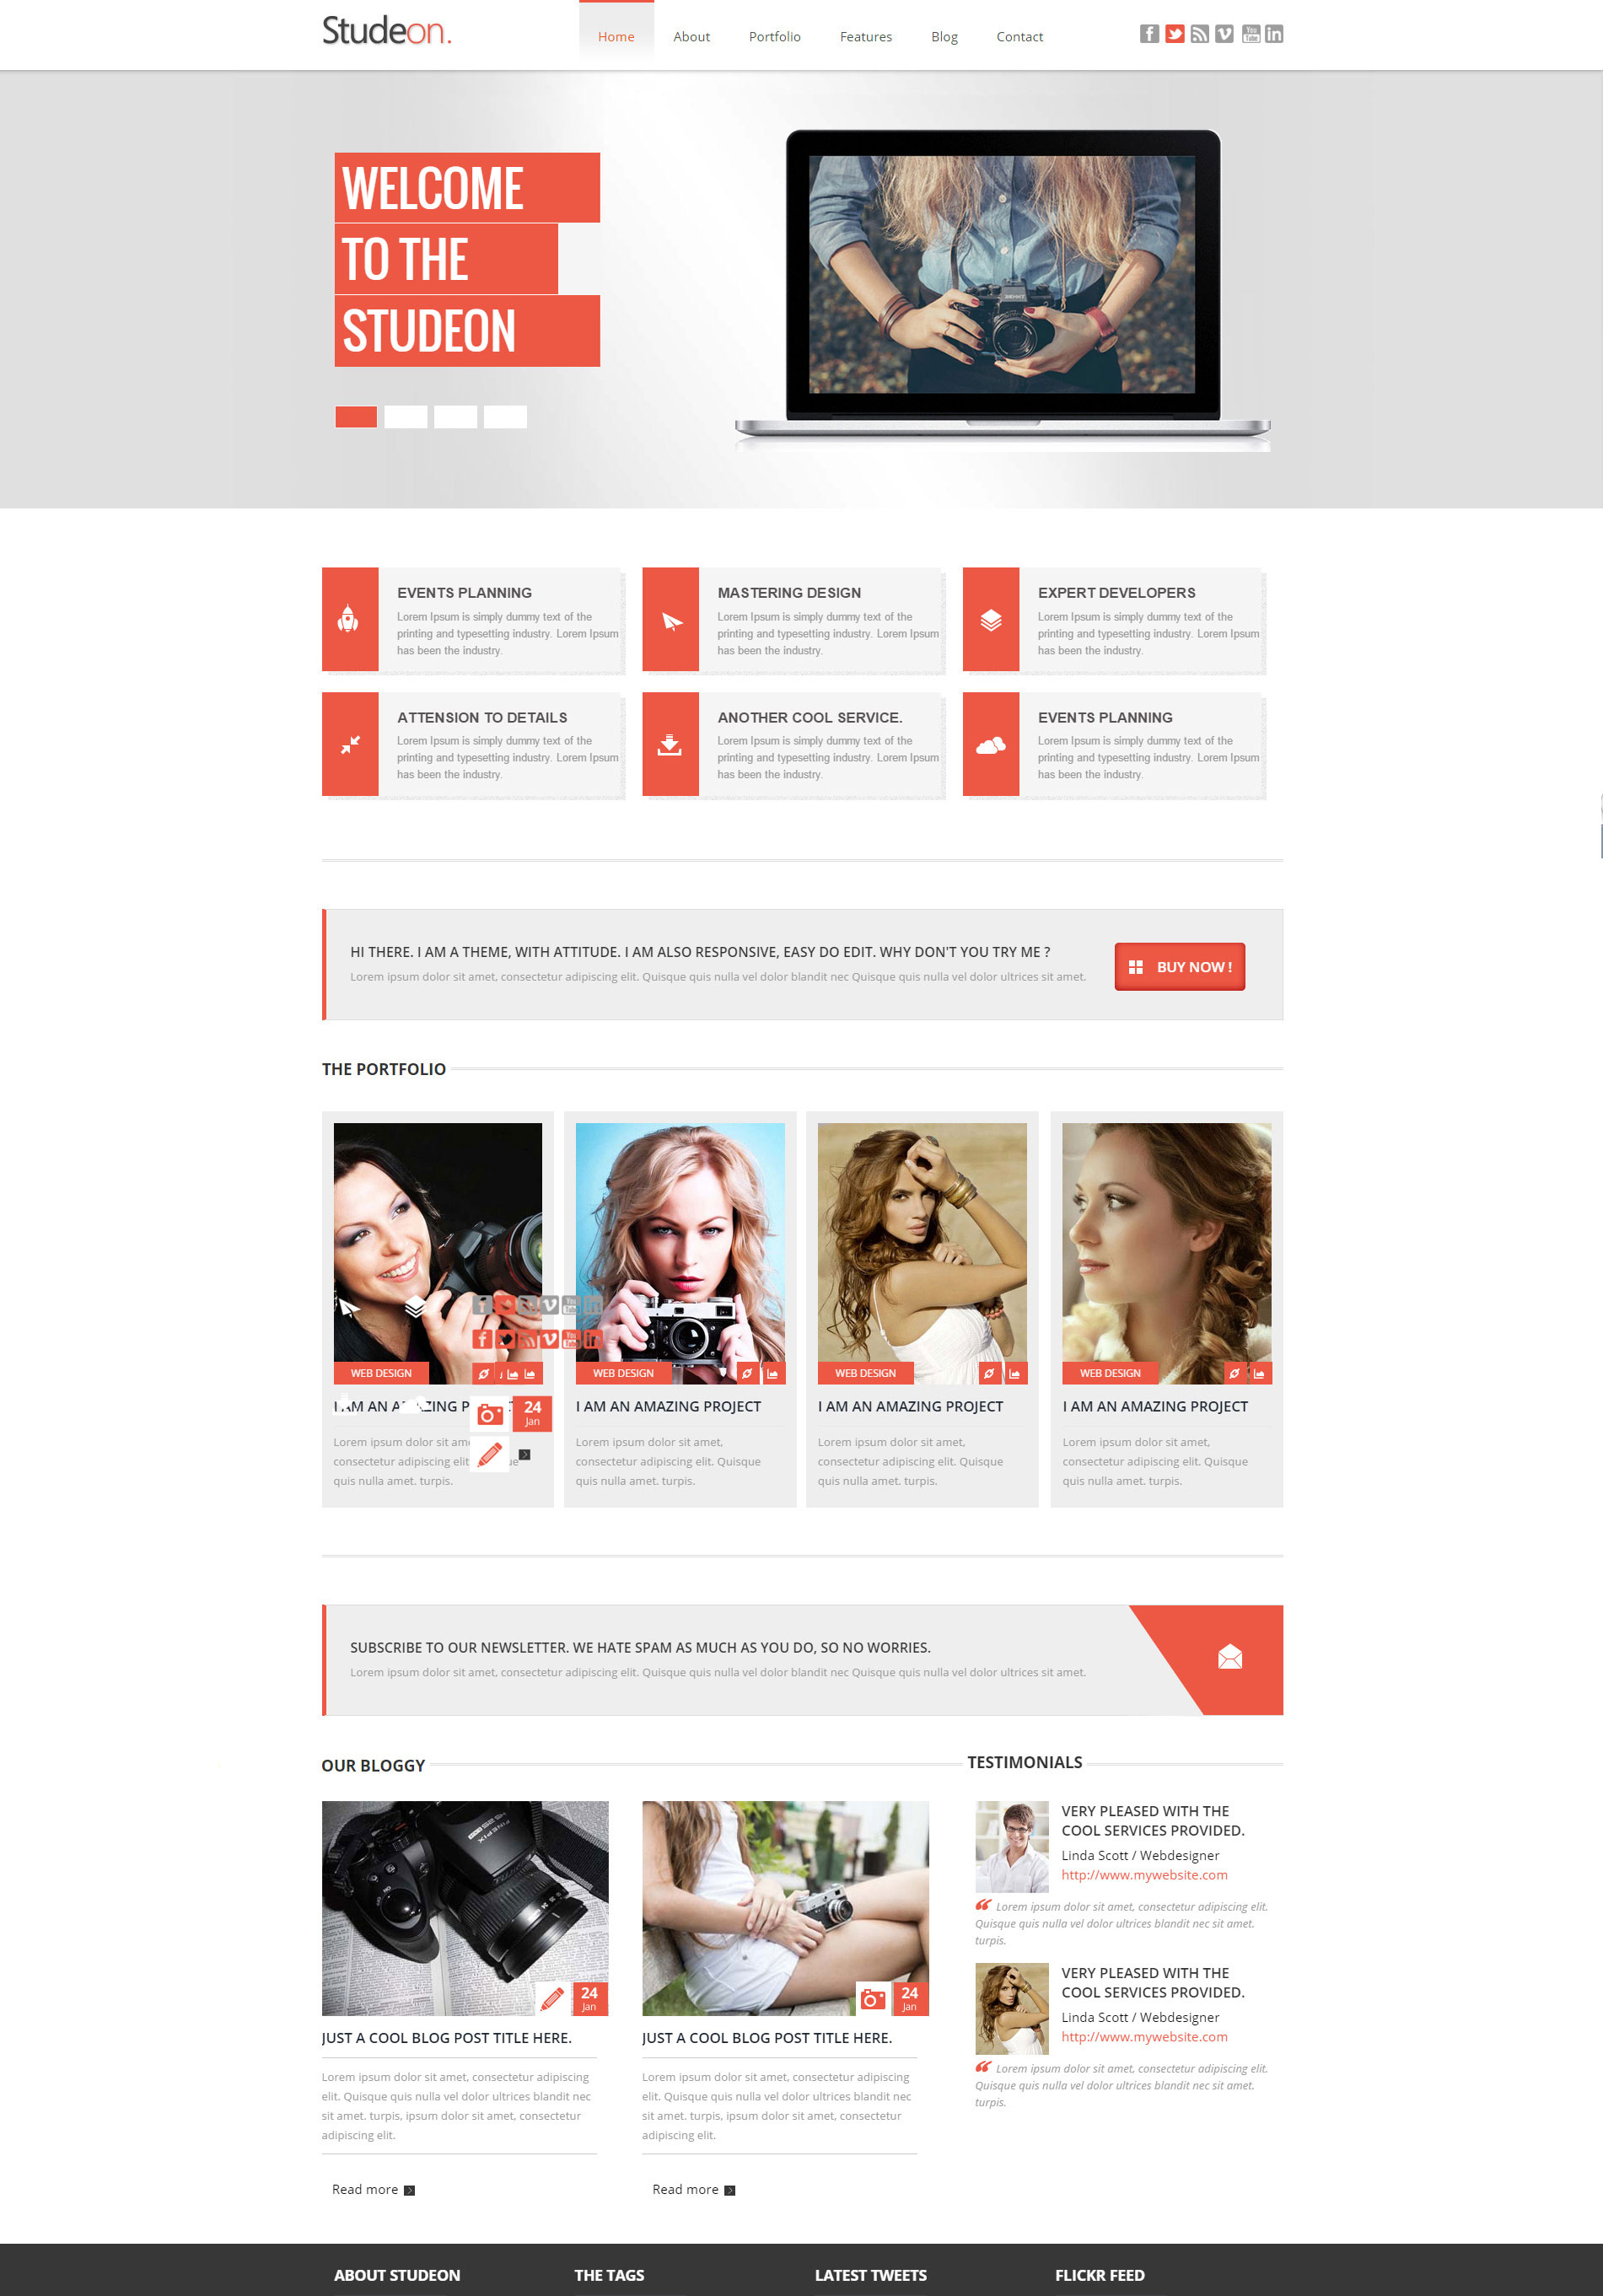 Studeon.
Home About Portfolio Features Blog Contact
WELCOME
TO THE
STUDEON
EVENTS PLANNING
Lorem Ipsum is simply dummy text of the
printing and typesetting industry. Lorem Ipsum
has been the industry.
MASTERING DESIGN
Lorem Ipsum is simply dummy text of the
printing and typesetting industry. Lorem Ipsum
has been the industry.
EXPERT DEVELOPERS
Lorem Ipsum is simply dummy text of the
printing and typesetting industry. Lorem Ipsum
has been the industry.
ATTENSION TO DETAILS
Lorem Ipsum is simply dummy text of the
printing and typesetting industry. Lorem Ipsum
has been the industry.
ANOTHER COOL SERVICE.
Lorem Ipsum is simply dummy text of the
printing and typesetting industry. Lorem Ipsum
has been the industry.
EVENTS PLANNING
Lorem Ipsum is simply dummy text of the
printing and typesetting industry. Lorem Ipsum
has been the industry.
HI THERE. I AM A THEME, WITH ATTITUDE. I AM ALSO RESPONSIVE, EASY DO EDIT. WHY DON'T YOU TRY ME ?
Lorem ipsum dolor sit amet, consectetur adipiscing elit. Quisque quis nulla vel dolor blandit nec Quisque quis nulla vel dolor ultrices sit amet.
BUY NOW !
THE PORTFOLIO
WEB DESIGN
I AM AN AMAZING
24
Jan
Lorem ipsum dolor sit
consectetur adipiscing elit
quis nulla amet. turpis.
WEB DESIGN
I AM AN AMAZING PROJECT
Lorem ipsum dolor sit amet,
consectetur adipiscing elit. Quisque
quis nulla amet. turpis.
WEB DESIGN
I AM AN AMAZING PROJECT
Lorem ipsum dolor sit amet,
consectetur adipiscing elit. Quisque
quis nulla amet. turpis.
WEB DESIGN
I AM AN AMAZING PROJECT
Lorem ipsum dolor sit amet,
consectetur adipiscing elit. Quisque
quis nulla amet. turpis.
SUBSCRIBE TO OUR NEWSLETTER. WE HATE SPAM AS MUCH AS YOU DO, SO NO WORRIES.
Lorem ipsum dolor sit amet, consectetur adipiscing elit. Quisque quis nulla vel dolor blandit nec Quisque quis nulla vel dolor ultrices sit amet.
OUR BLOGGY
FINEPIX
24
Jan
JUST A COOL BLOG POST TITLE HERE.
Lorem ipsum dolor sit amet, consectetur adipiscing
elit. Quisque quis nulla vel dolor ultrices blandit nec
sit amet. turpis, ipsum dolor sit amet, consectetur
adipiscing elit.
Read more
24
Jan
JUST A COOL BLOG POST TITLE HERE.
Lorem ipsum dolor sit amet, consectetur adipiscing
elit. Quisque quis nulla vel dolor ultrices blandit nec
sit amet. turpis, ipsum dolor sit amet, consectetur
adipiscing elit.
Read more
TESTIMONIALS
VERY PLEASED WITH THE
COOL SERVICES PROVIDED.
Linda Scott / Webdesigner
http://www.mywebsite.com
Lorem ipsum dolor sit amet, consectetur adipiscing elit.
Quisque quis nulla vel dolor ultrices blandit nec sit amet.
turpis.
VERY PLEASED WITH THE
COOL SERVICES PROVIDED.
Linda Scott / Webdesigner
http://www.mywebsite.com
Lorem ipsum dolor sit amet, consectetur adipiscing elit.
Quisque quis nulla vel dolor ultrices blandit nec sit amet.
turpis.
ABOUT STUDEON
THE TAGS
LATEST TWEETS
FLICKR FEED